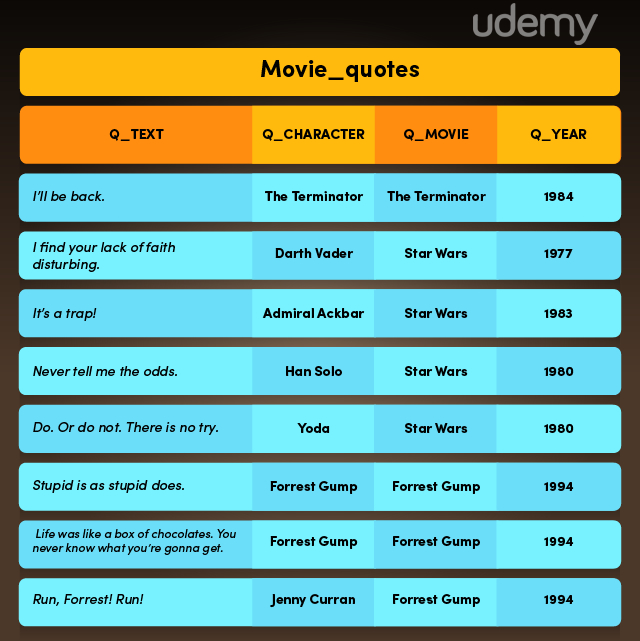 udemy
Movie_quotes
Q_TEXT Q_CHARACTER Q_MOVIE Q_YEAR
I'll be back. The Terminator The Terminator 1984
I find your lack of faith
disturbing. Darth Vader Star Wars 1977
It's a trap! Admiral Ackbar Star Wars 1983
Never tell me the odds. Han Solo Star Wars 1980
Do. Or do not. There is no try. Yoda Star Wars 1980
Stupid is as stupid does. Forrest Gump Forrest Gump 1994
Life was like a box of chocolates. You
never know what you're gonna get. Forrest Gump Forrest Gump 1994
Run, Forrest! Run! Jenny Curran Forrest Gump 1994